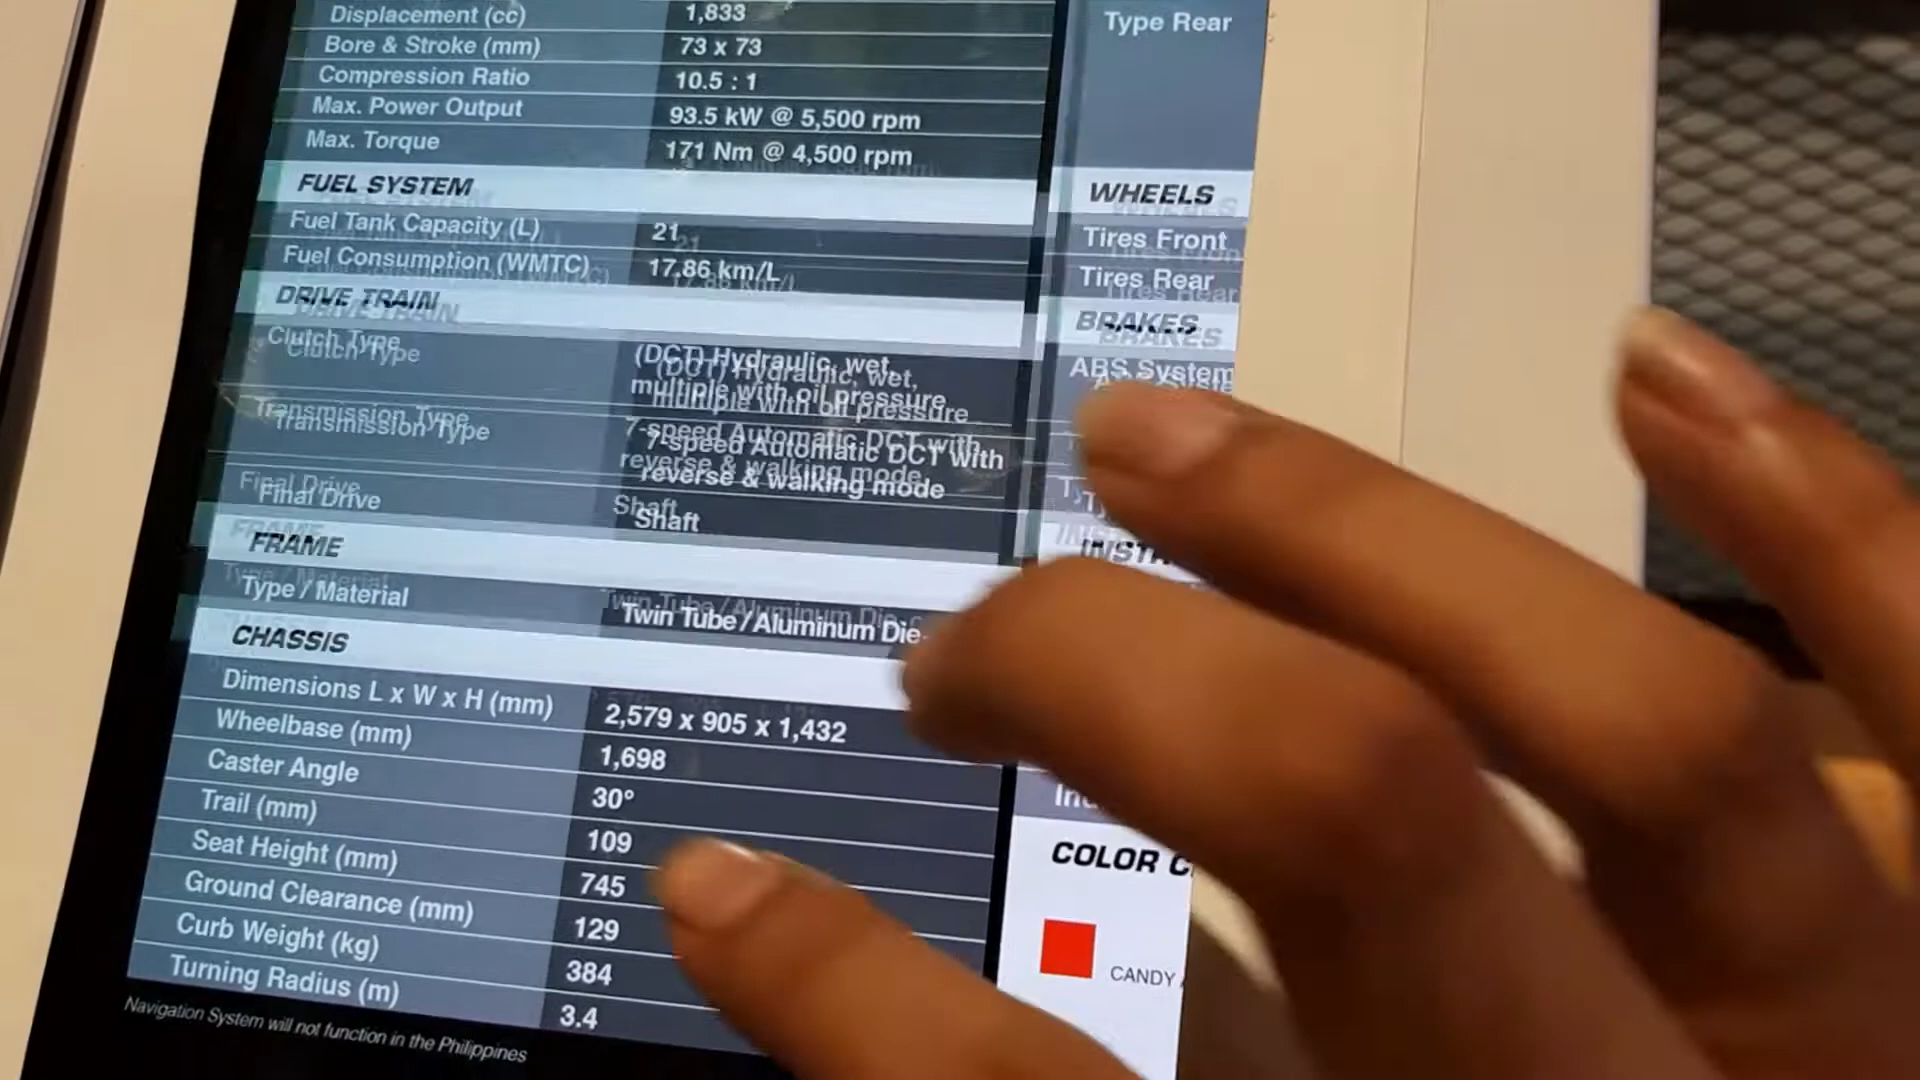 Displacement (cc) 1,833
Bore & Stroke (mm) 73 x 73
Compression Ratio 10.5 : 1
Max. Power Output 93.5 kW @ 5,500 rpm
Max. Torque 171 Nm @ 4,500 rpm
FUEL SYSTEM
Fuel Tank Capacity (L) 21
Fuel Consumption (WMTC) 17.86 km/L
DRIVE TRAIN
Clutch Type (DCT) Hydraulic, wet,
multiple with oil pressure
Transmission Type 7-speed Automatic DCT with
reverse & walking mode
Final Drive Shaft
FRAME
Type / Material Twin Tube / Aluminum Die-
CHASSIS
Dimensions L x W x H (mm) 2,579 x 905 x 1,432
Wheelbase (mm) 1,698
Caster Angle 30°
Trail (mm) 109
Seat Height (mm) 745
Ground Clearance (mm) 129
Curb Weight (kg) 384
Turning Radius (m) 3.4
Navigation System will not function in the Philippines
Type Rear
WHEELS
Tires Front
Tires Rear
BRAKES
ABS System
COLOR
CANDY